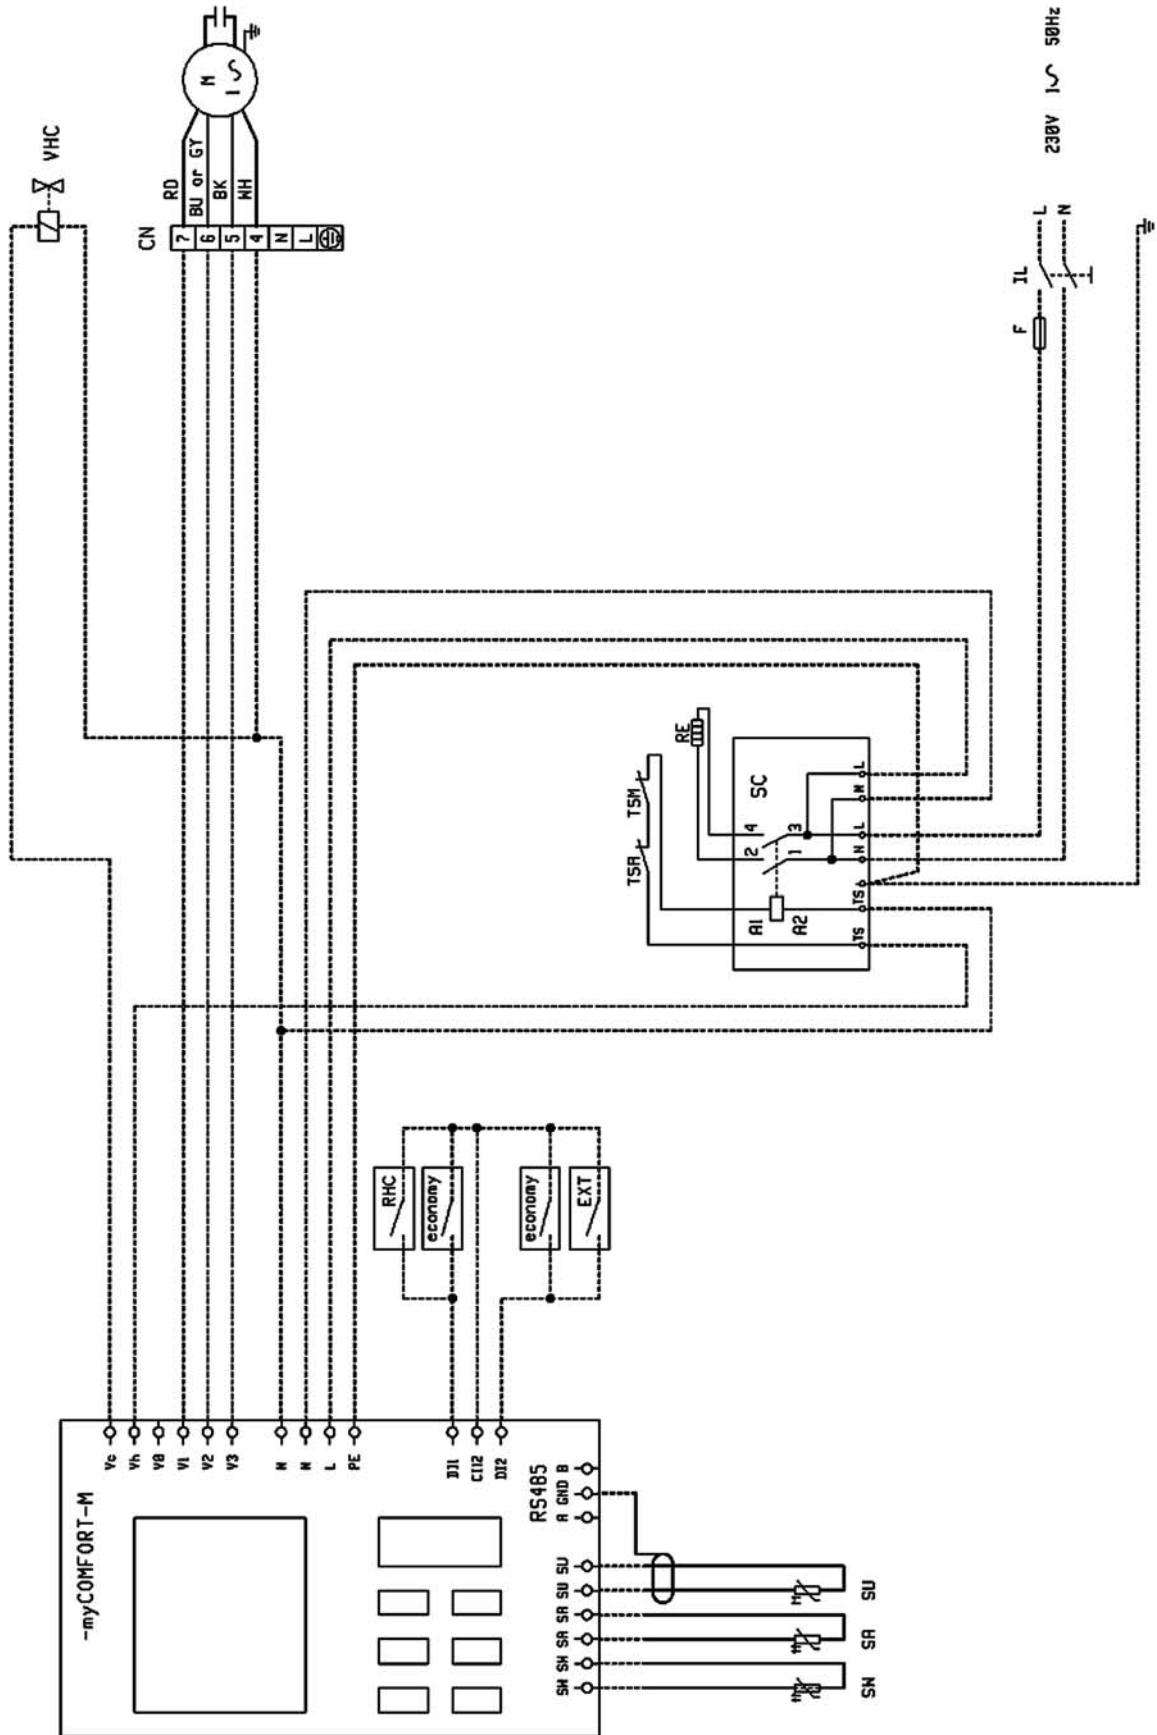 -myCOMFORT-M
Vc
Vh
V0
V1
V2
V3
N
N
L
PE
DI1
CI12
DI2
RS485
A GND B
SW SW SA SA SU SU
SW SA SU
RHC
economy
economy
EXT
VHC
CN
7 6 5 4 N L
RD
BU or GY
BK
WH
M
1
TSA TSM
RE
SC
A1 A2
2 4
1 3
TS TS N L N L
F
IL
L
N
230V 1 50Hz